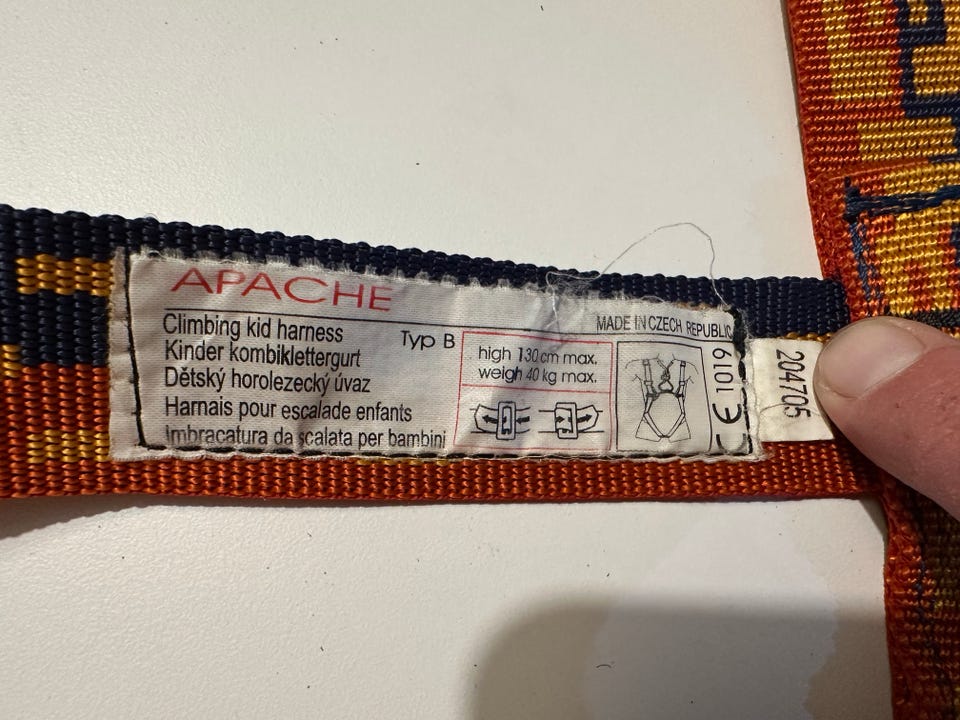 APACHE
Climbing kid harness
Kinder kombiklettergurt
Dětský horolezecký úvaz
Harnais pour escalade enfants
Imbracatura da scalata per bambini
Typ B
high 130 cm max.
weigh 40 kg max.
MADE IN CZECH REPUBLIC
CE 1019
204705